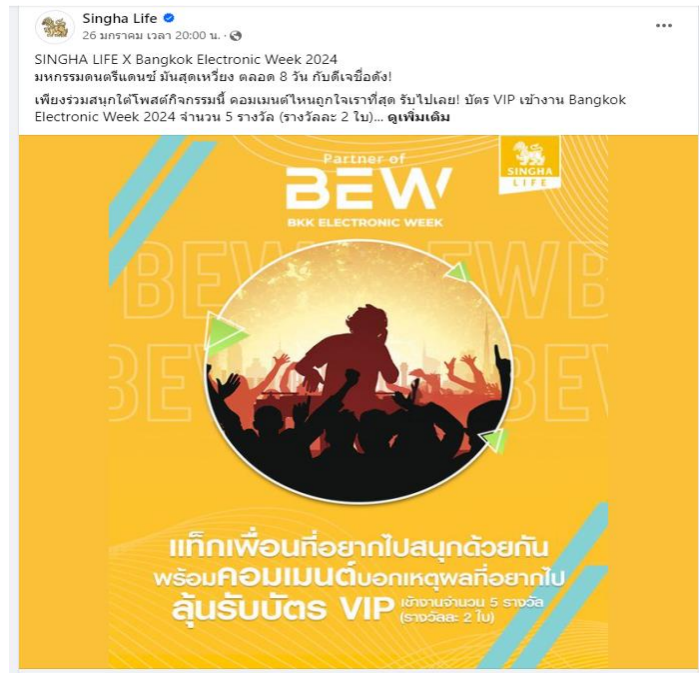 Singha Life
26 มกราคม เวลา 20:00 น. ·
SINGHA LIFE X Bangkok Electronic Week 2024
มหกรรมดนตรีแดนซ์ มันสุดเหวี่ยง ตลอด 8 วัน กับดีเจชื่อดัง!
เพียงร่วมสนุกใต้โพสต์กิจกรรมนี้ คอมเมนต์ไหนถูกใจเราที่สุด รับไปเลย! บัตร VIP เข้างาน Bangkok
Electronic Week 2024 จำนวน 5 รางวัล (รางวัลละ 2 ใบ)... ดูเพิ่มเติม
Partner of
BEW
BKK ELECTRONIC WEEK
SINGHA
LIFE
BEW
EWB
BEW
BEW
แท็กเพื่อนที่อยากไปสนุกด้วยกัน
พร้อมคอมเมนต์บอกเหตุผลที่อยากไป
ลุ้นรับบัตร VIP เข้างานจำนวน 5 รางวัล
(รางวัลละ 2 ใบ)